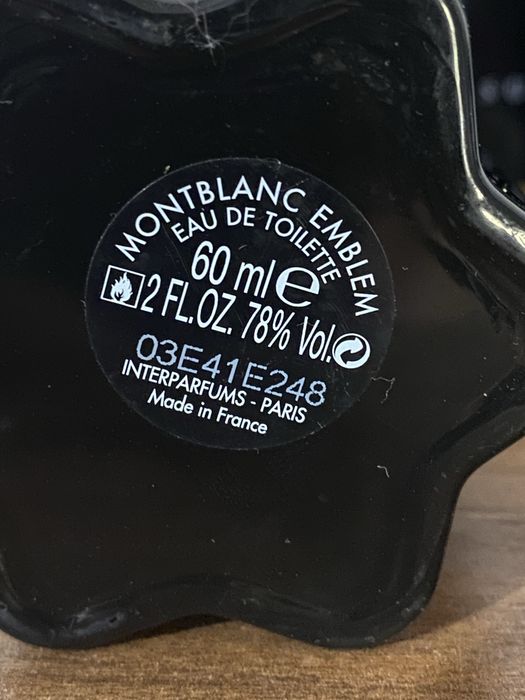 MONTBLANC EMBLEM
EAU DE TOILETTE
60 ml e
2 FL.OZ. 78% Vol.
03E41E248
INTERPARFUMS - PARIS
Made in France